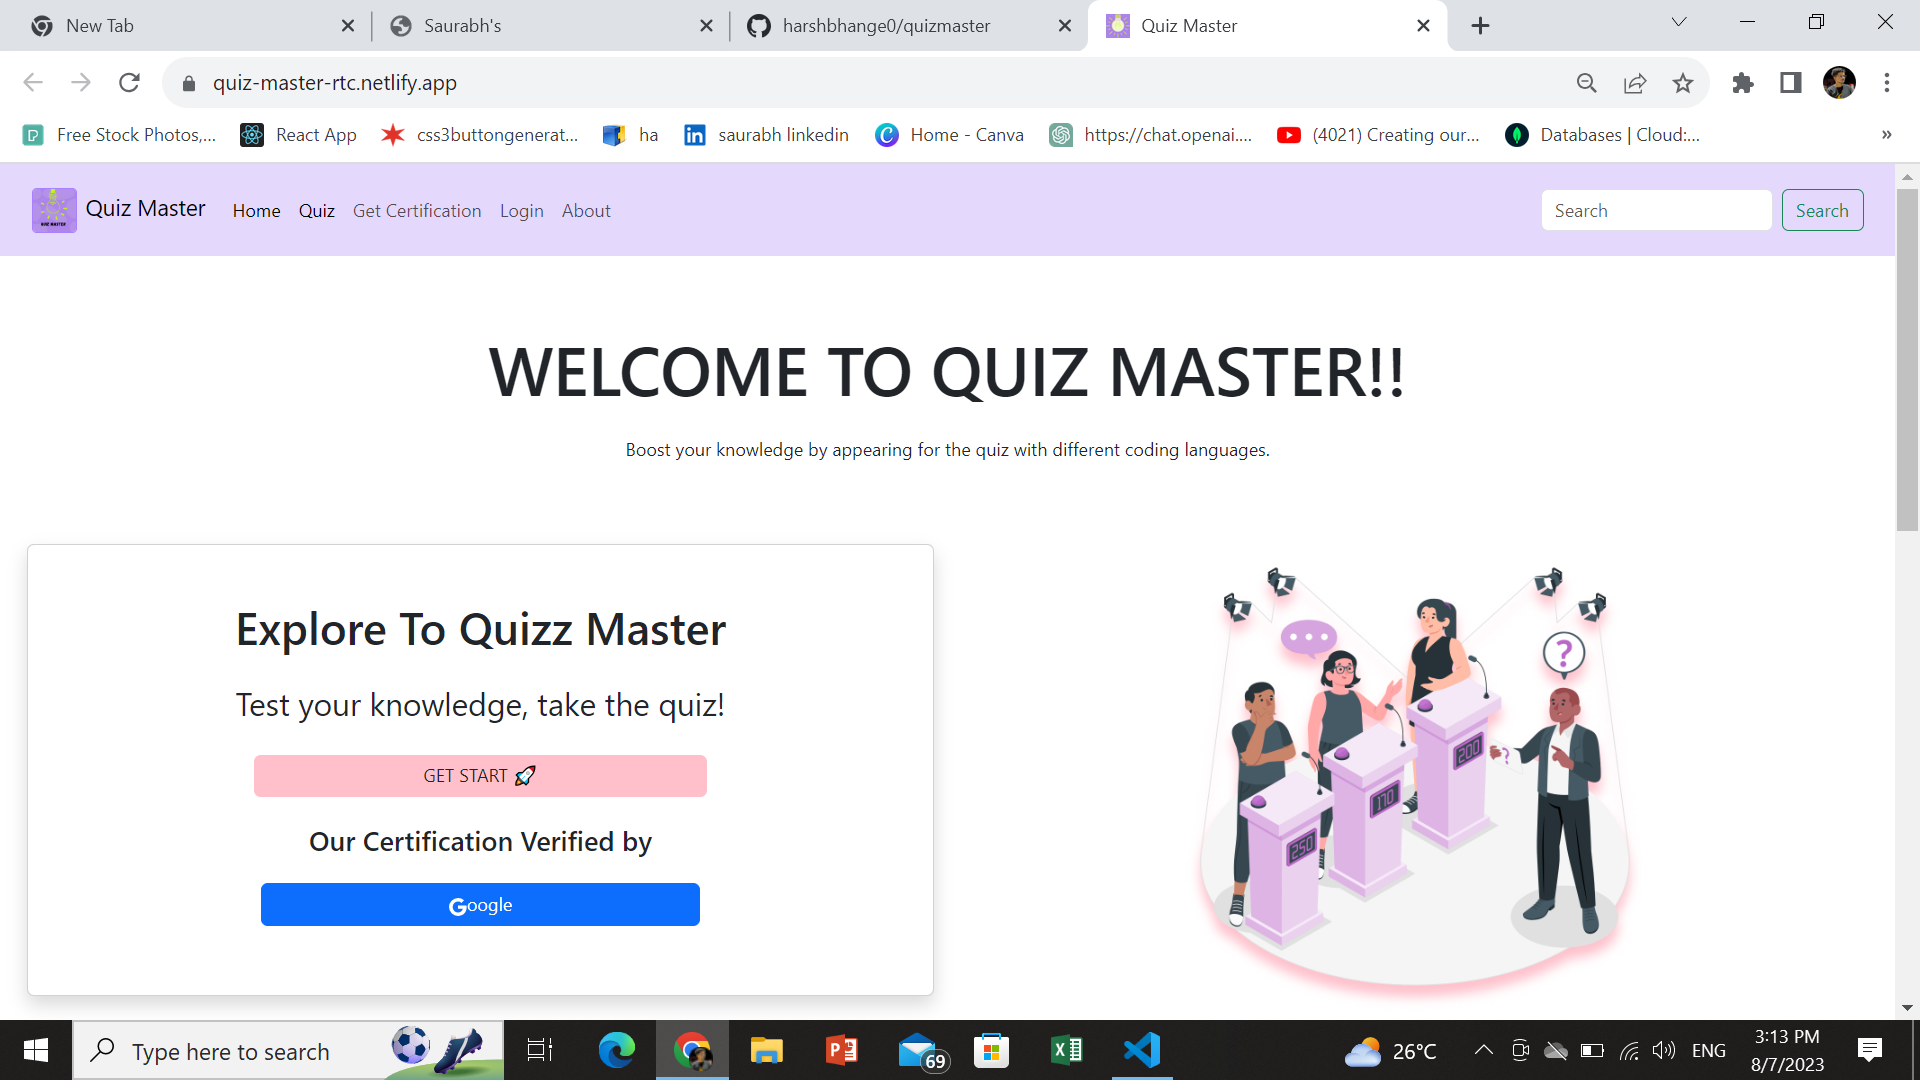 New Tab
Saurabh's
harshbhange0/quizmaster
Quiz Master
quiz-master-rtc.netlify.app
Free Stock Photos,...
React App
css3buttongenerat...
ha
saurabh linkedin
Home - Canva
https://chat.openai....
(4021) Creating our...
Databases | Cloud:...
»
Quiz Master
Home
Quiz
Get Certification
Login
About
Search
Search
WELCOME TO QUIZ MASTER!!
Boost your knowledge by appearing for the quiz with different coding languages.
Explore To Quizz Master
Test your knowledge, take the quiz!
GET START 🚀
Our Certification Verified by
Google
?
?
200
170
250
Type here to search
69
26°C
ENG
3:13 PM
8/7/2023